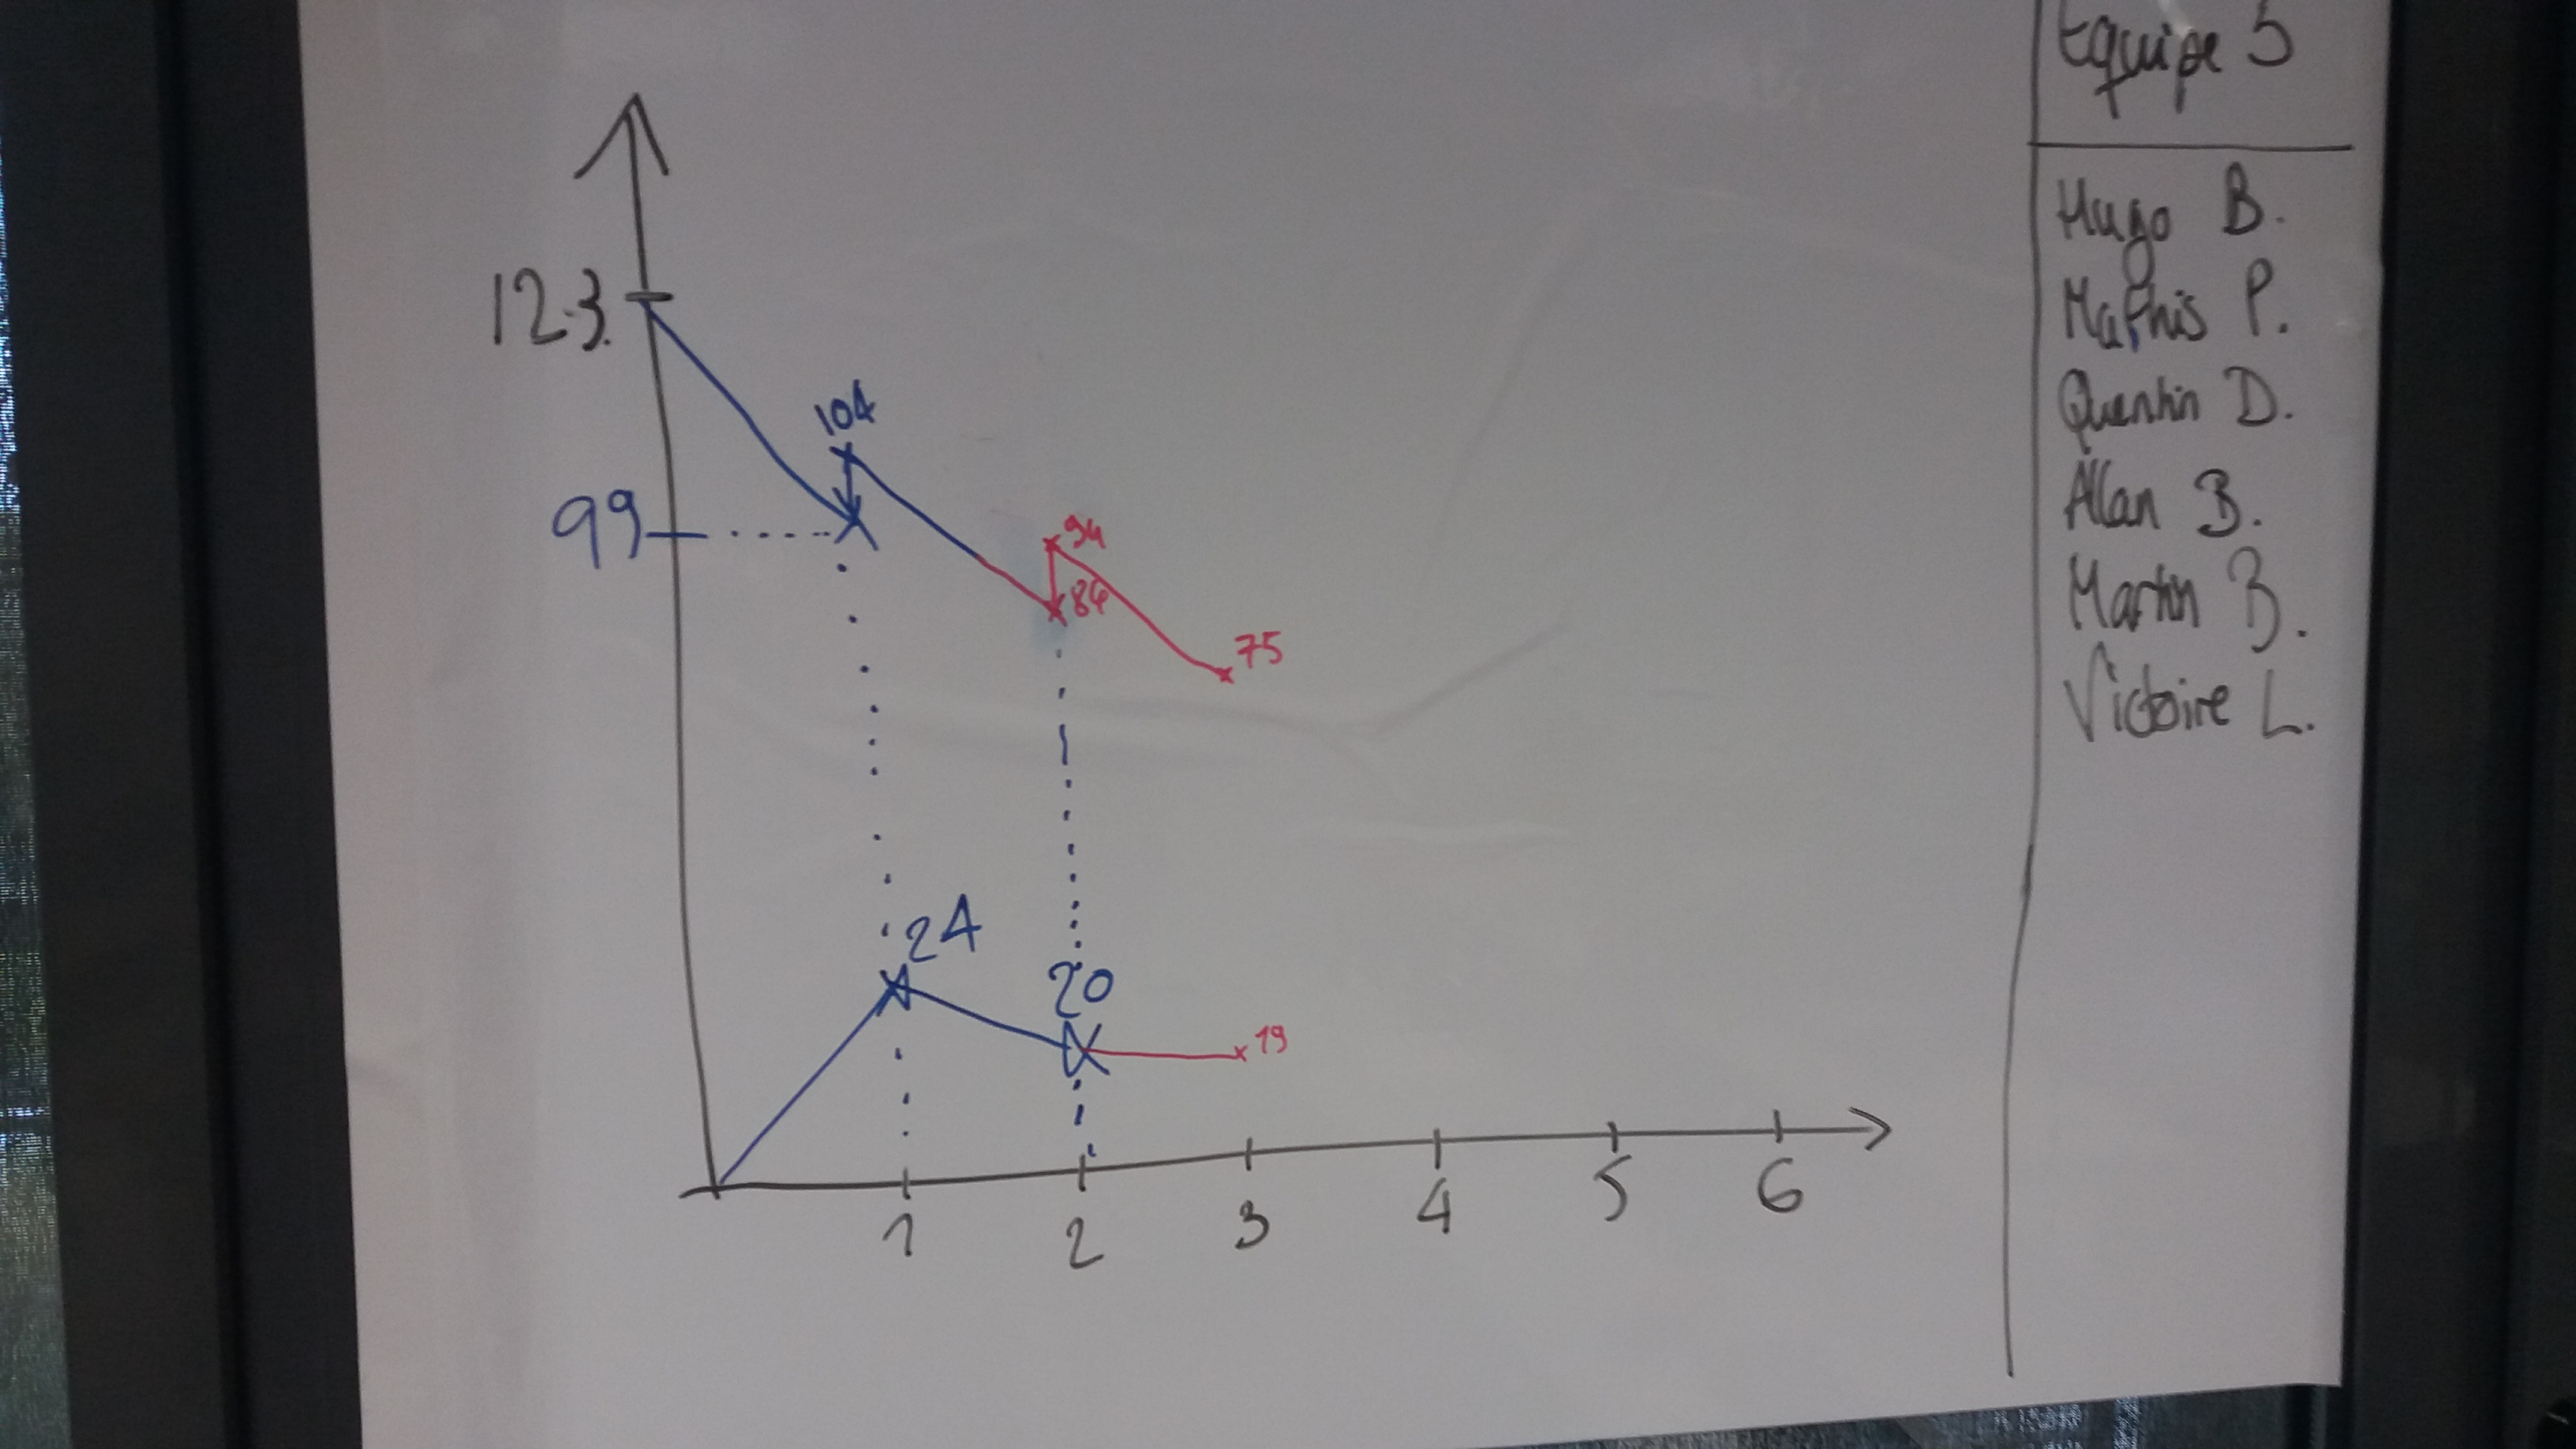 Equipe 5
Hugo B.
Mathis P.
Quentin D.
Allan B.
Martin B.
Victoire L.
123
104
99
94
84
75
24
20
19
1 2 3 4 5 6